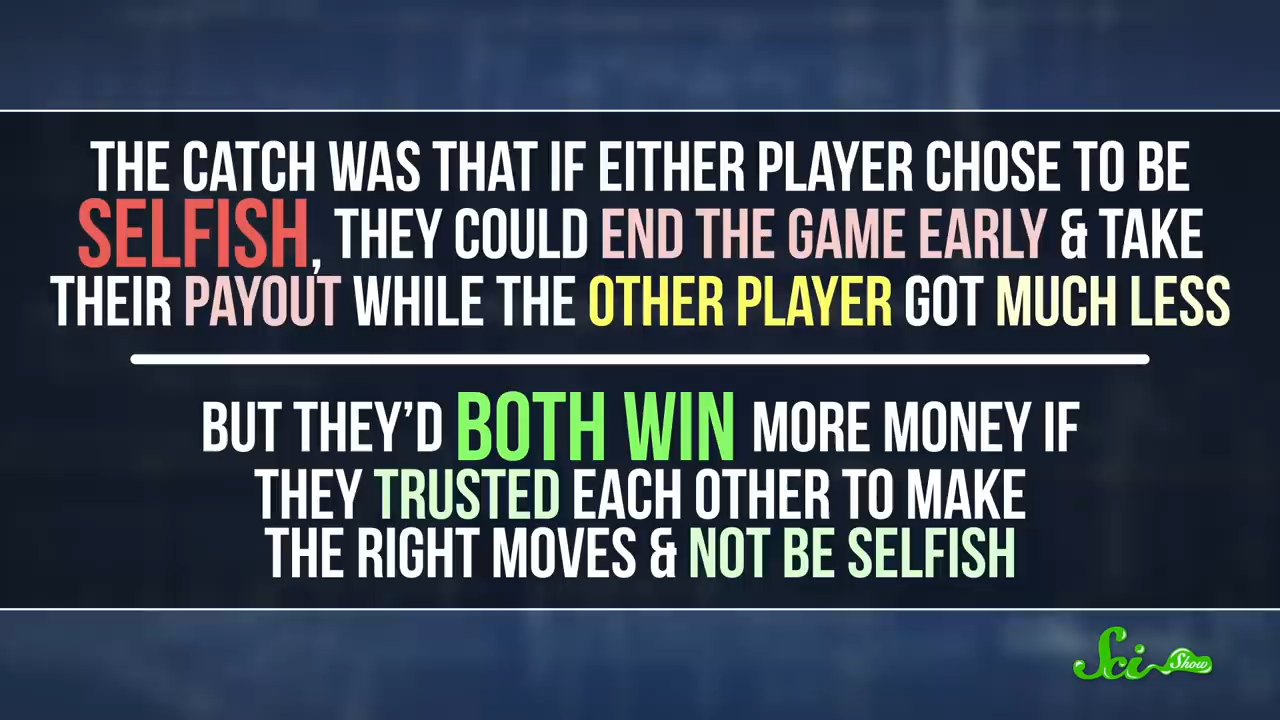 THE CATCH WAS THAT IF EITHER PLAYER CHOSE TO BE
SELFISH, THEY COULD END THE GAME EARLY & TAKE
THEIR PAYOUT WHILE THE OTHER PLAYER GOT MUCH LESS
BUT THEY'D BOTH WIN MORE MONEY IF
THEY TRUSTED EACH OTHER TO MAKE
THE RIGHT MOVES & NOT BE SELFISH
Sci Show